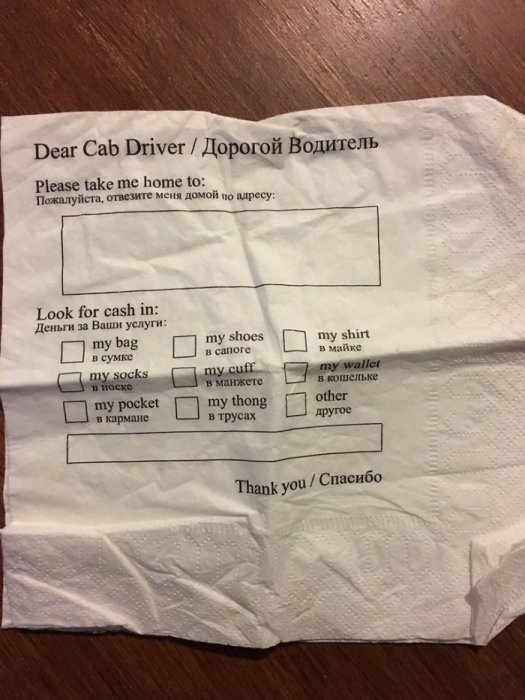 Dear Cab Driver / Дорогой Водитель
Please take me home to:
Пожалуйста, отвезите меня домой по адресу:
Look for cash in:
Деньги за Ваши услуги:
my bag my shoes my shirt
в сумке в сапоге в майке
my socks my cuff my wallet
в носке в манжете в кошельке
my pocket my thong other
в кармане в трусах другое
Thank you / Спасибо